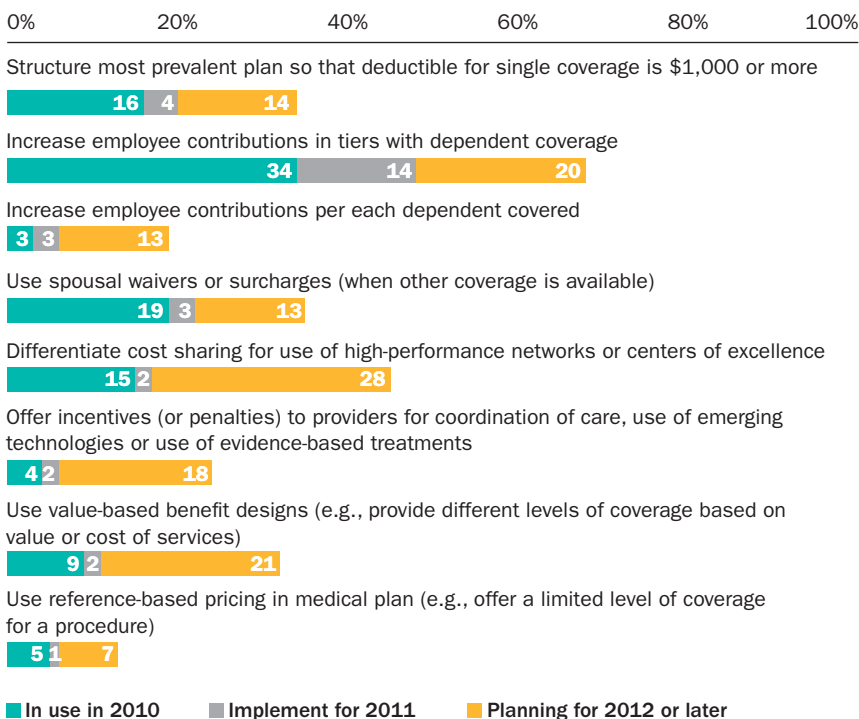 0% 20% 40% 60% 80% 100%
Structure most prevalent plan so that deductible for single coverage is $1,000 or more
16 4 14
Increase employee contributions in tiers with dependent coverage
34 14 20
Increase employee contributions per each dependent covered
3 3 13
Use spousal waivers or surcharges (when other coverage is available)
19 3 13
Differentiate cost sharing for use of high-performance networks or centers of excellence
15 2 28
Offer incentives (or penalties) to providers for coordination of care, use of emerging
technologies or use of evidence-based treatments
4 2 18
Use value-based benefit designs (e.g., provide different levels of coverage based on
value or cost of services)
9 2 21
Use reference-based pricing in medical plan (e.g., offer a limited level of coverage
for a procedure)
5 1 7
In use in 2010 Implement for 2011 Planning for 2012 or later